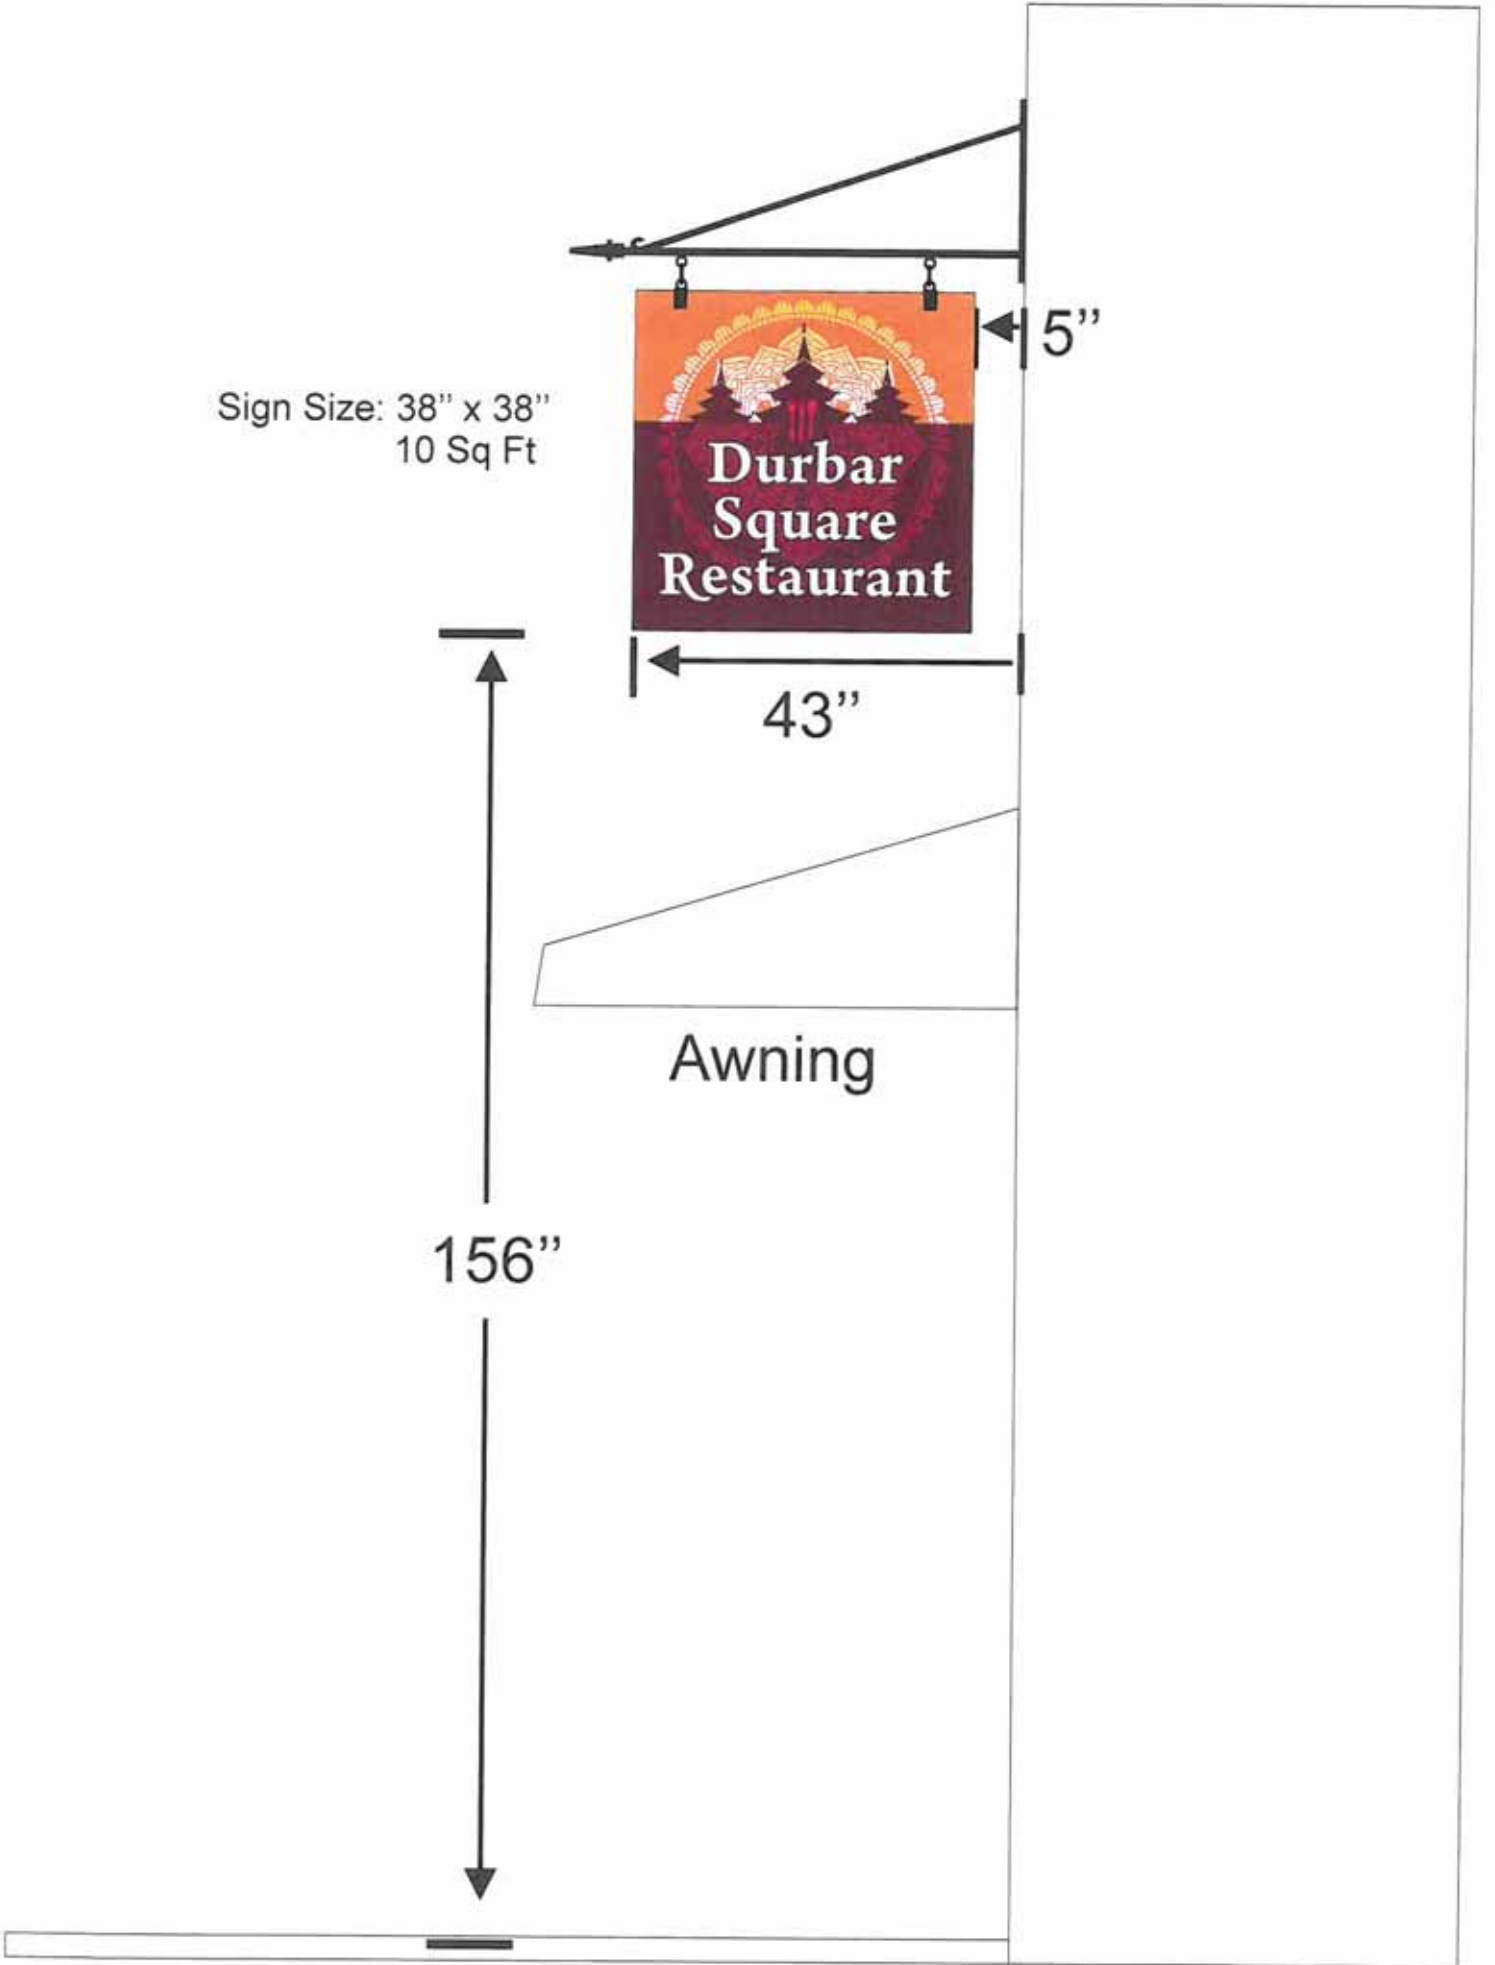 5”
Sign Size: 38” x 38”
10 Sq Ft
Durbar
Square
Restaurant
43”
Awning
156”